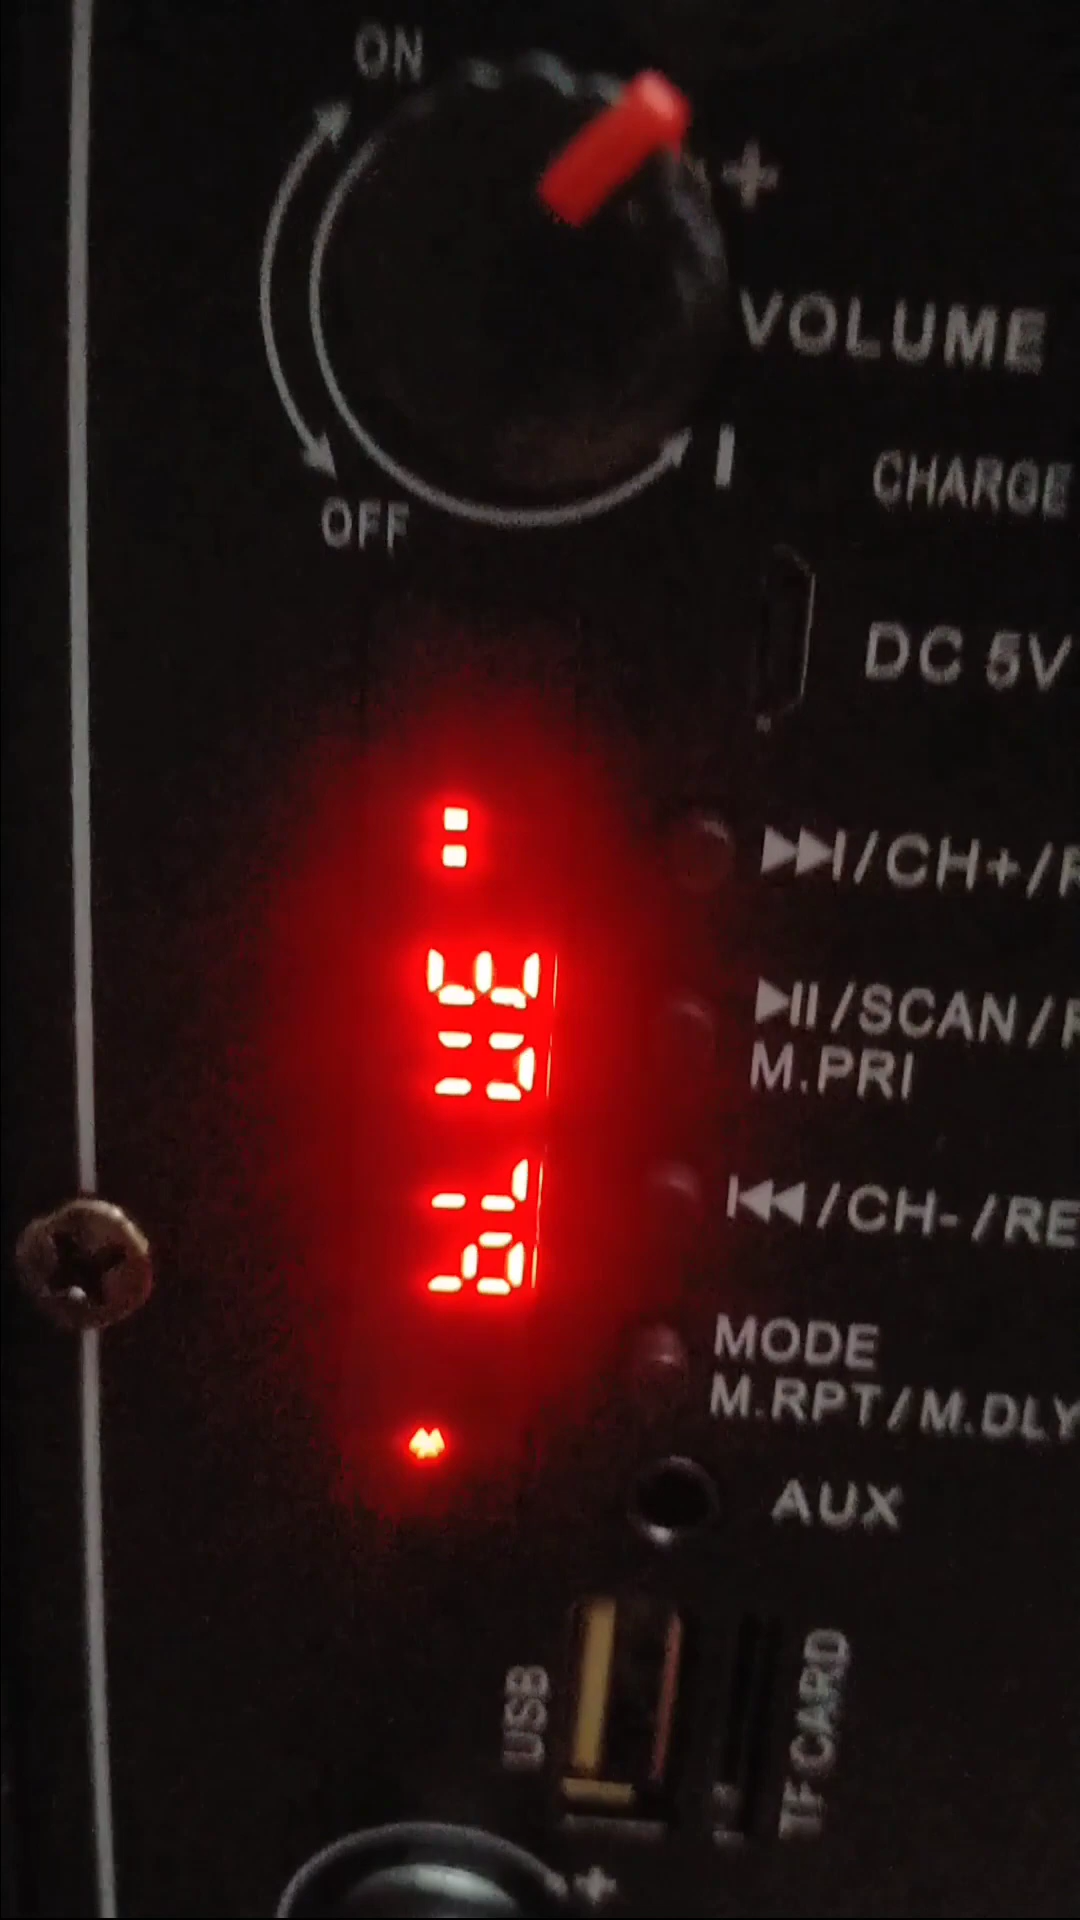 ON
+
VOLUME
-
OFF
CHARGE
DC 5V
bLUE
▶▶I/CH+/
▶II/SCAN/
M.PRI
I◀◀/CH-/RE
MODE
M.RPT/M.DLY
AUX
USB
TF CARD
+